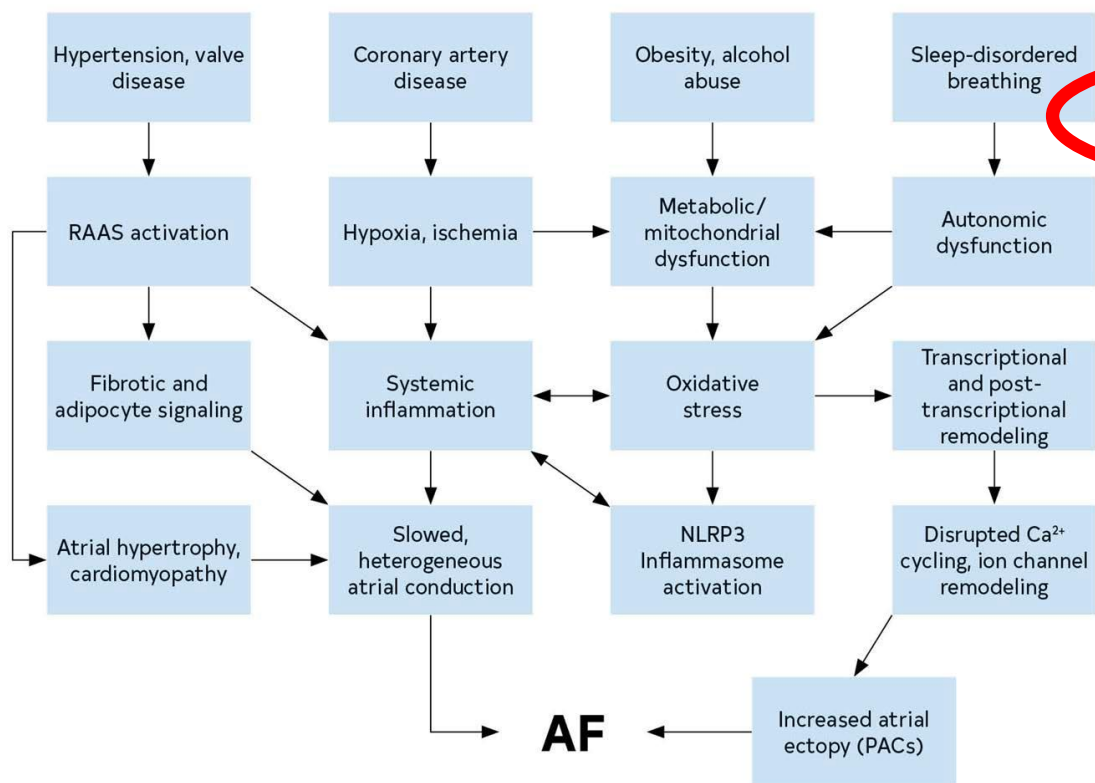 Hypertension, valve
disease
Coronary artery
disease
Obesity, alcohol
abuse
Sleep-disordered
breathing
RAAS activation
Hypoxia, ischemia
Metabolic/
mitochondrial
dysfunction
Autonomic
dysfunction
Fibrotic and
adipocyte signaling
Systemic
inflammation
Oxidative
stress
Transcriptional
and post-
transcriptional
remodeling
Atrial hypertrophy,
cardiomyopathy
Slowed,
heterogeneous
atrial conduction
NLRP3
Inflammasome
activation
Disrupted Ca²⁺
cycling, ion channel
remodeling
AF
Increased atrial
ectopy (PACs)